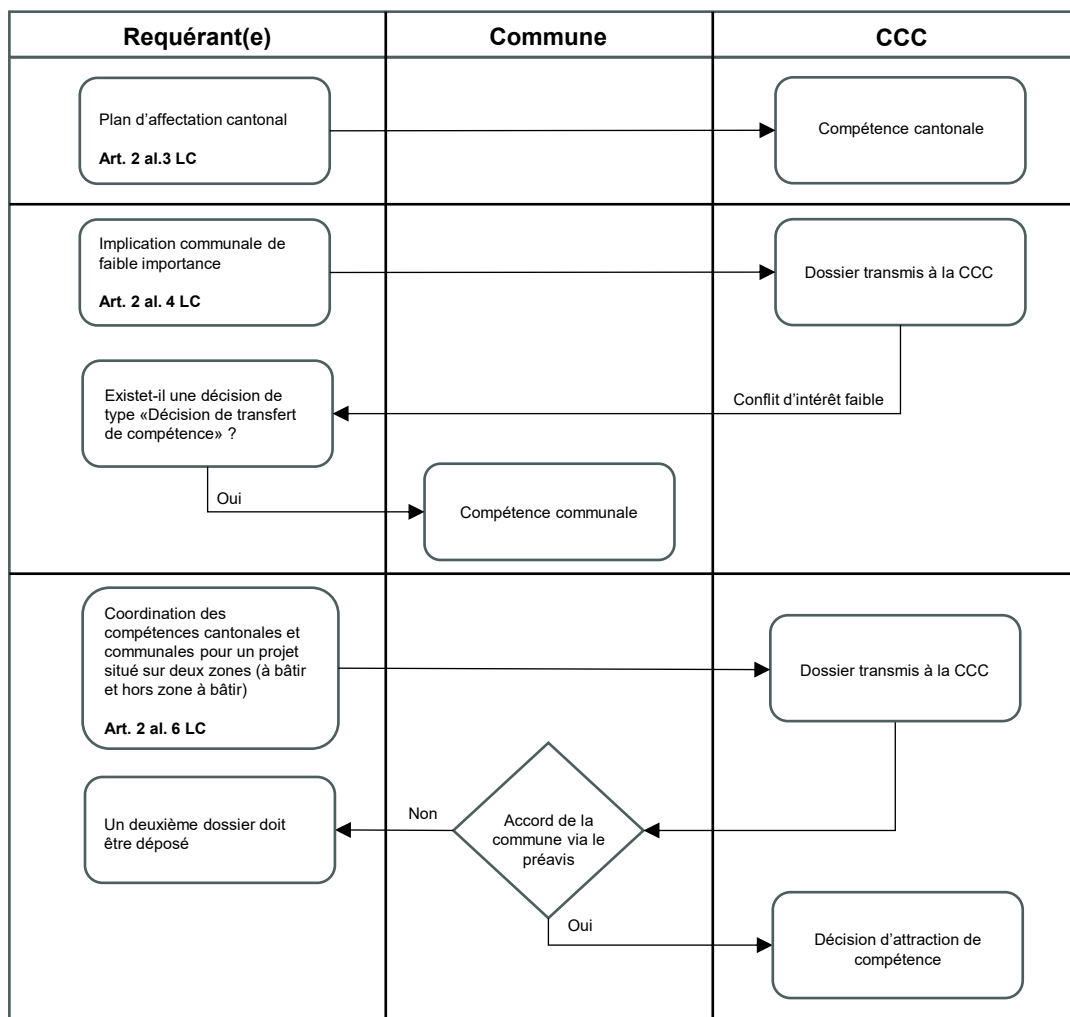 Requérant(e)
Commune
CCC
Plan d'affectation cantonal
Art. 2 al.3 LC
Compétence cantonale
Implication communale de
faible importance
Art. 2 al. 4 LC
Dossier transmis à la CCC
Conflit d'intérêt faible
Existet-il une décision de
type «Décision de transfert
de compétence» ?
Oui
Compétence communale
Coordination des
compétences cantonales et
communales pour un projet
situé sur deux zones (à bâtir
et hors zone à bâtir)
Art. 2 al. 6 LC
Dossier transmis à la CCC
Accord de la
commune via le
préavis
Non
Un deuxième dossier doit
être déposé
Oui
Décision d'attraction de
compétence